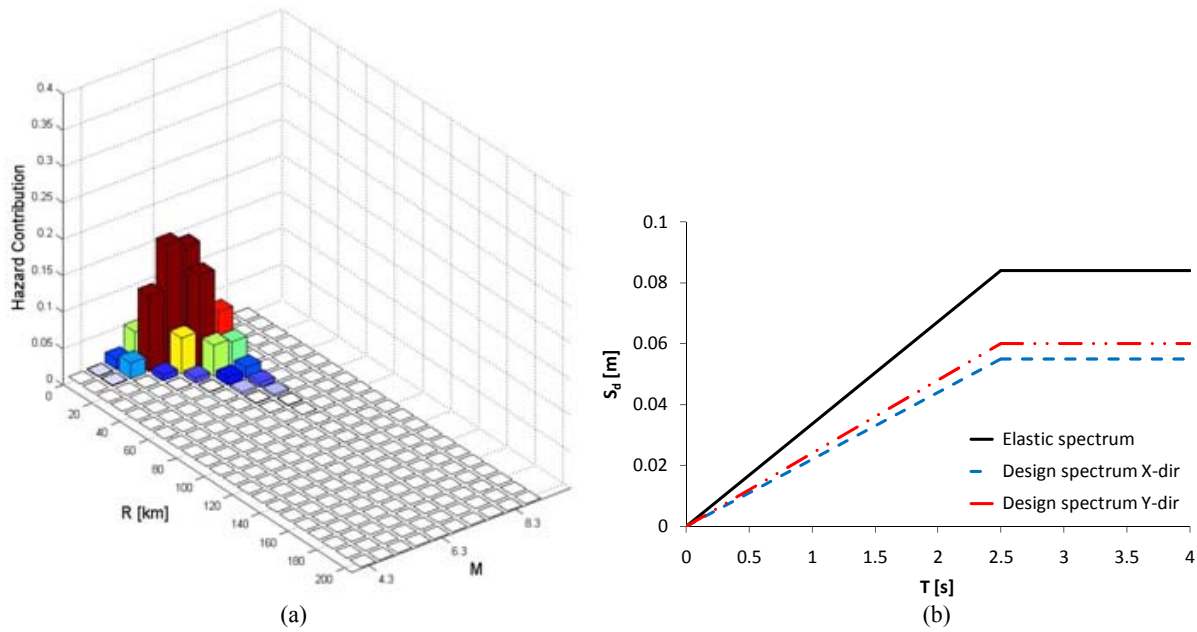 0.4
0.35
0.3
0.25
0.2
0.15
0.1
0.05
0
Hazard Contribution
0
20
40
60
80
100
120
140
160
180
200
R [km]
4.3
6.3
8.3
M
(a)
0.1
0.08
0.06
0.04
0.02
0
Sd [m]
Elastic spectrum
Design spectrum X-dir
Design spectrum Y-dir
0 0.5 1 1.5 2 2.5 3 3.5 4
T [s]
(b)